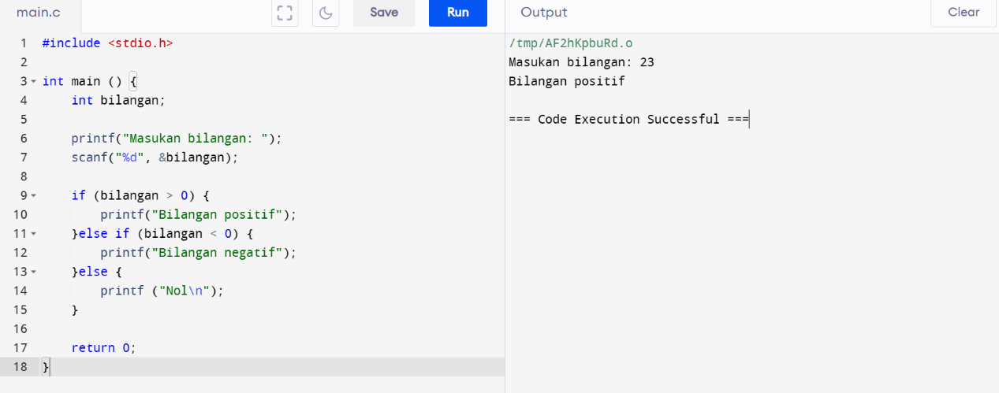 main.c Save Run Output Clear
1 #include <stdio.h>
2
3 int main () {
4     int bilangan;
5
6     printf("Masukan bilangan: ");
7     scanf("%d", &bilangan);
8
9     if (bilangan > 0) {
10         printf("Bilangan positif");
11     }else if (bilangan < 0) {
12         printf("Bilangan negatif");
13     }else {
14         printf ("Nol\n");
15     }
16
17     return 0;
18 }
/tmp/AF2hKpbuRd.o
Masukan bilangan: 23
Bilangan positif
=== Code Execution Successful ===